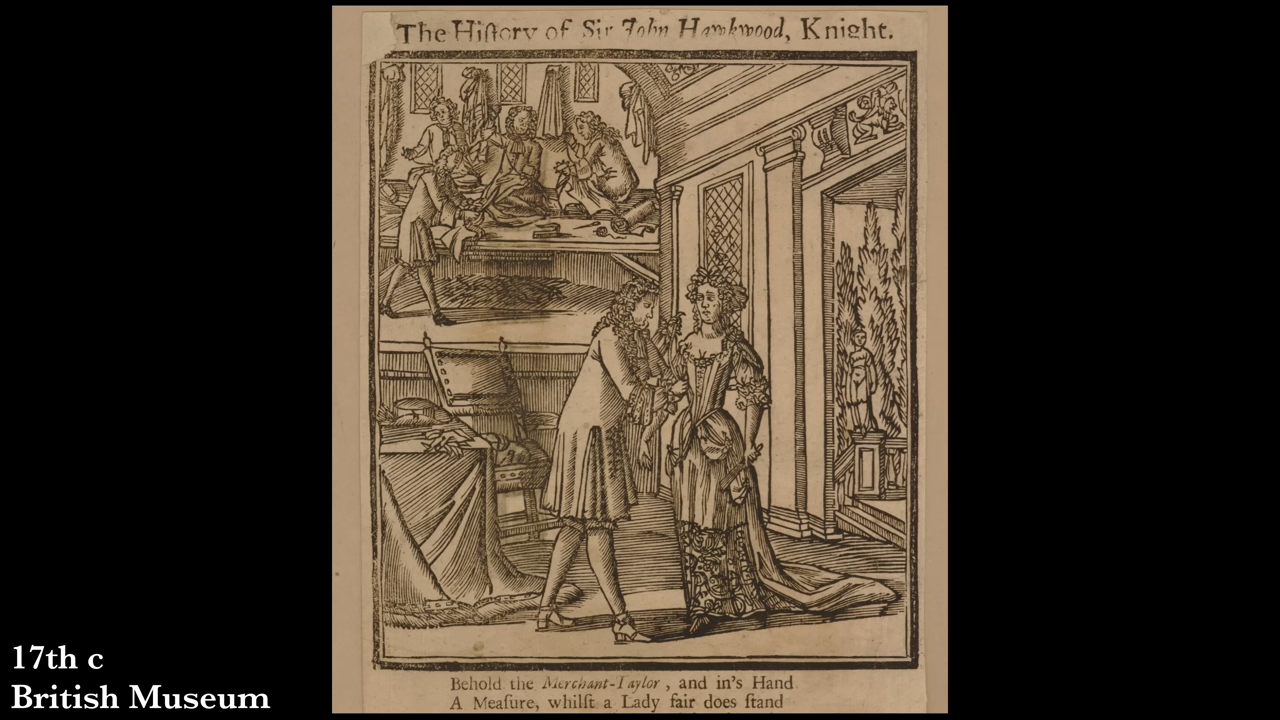 The Hiſtory of Sir John Hawkwood, Knight.
Behold the Merchant-Taylor, and in's Hand
A Meaſure, whilſt a Lady fair does ſtand
17th c
British Museum